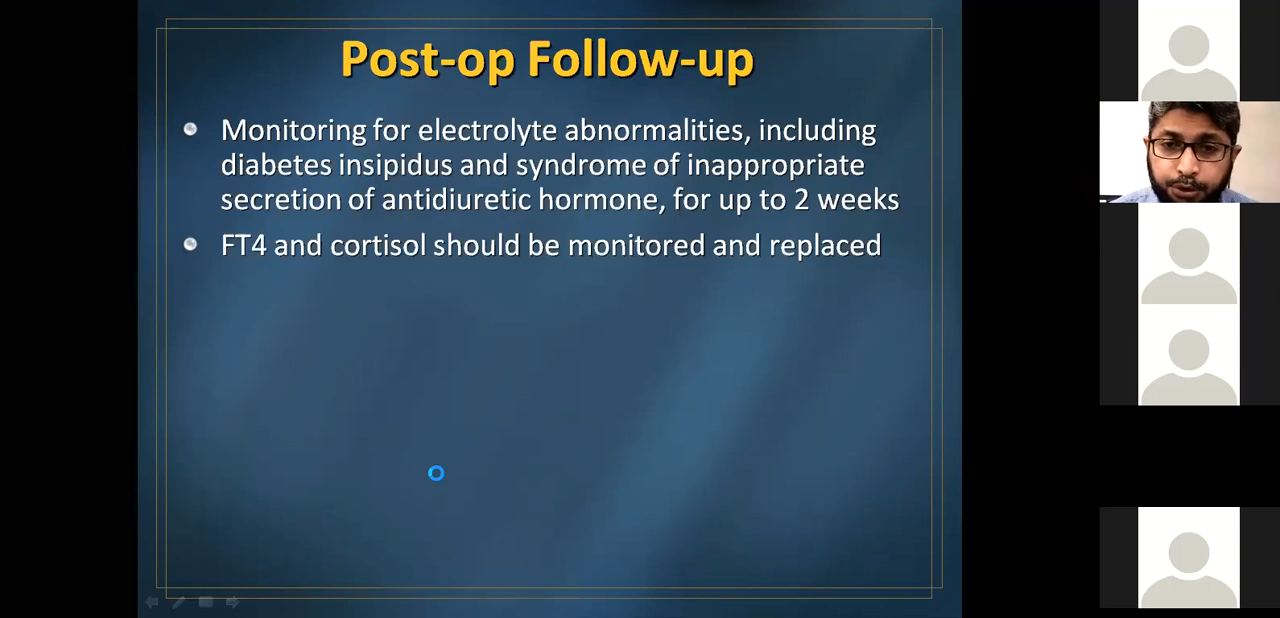 Post-op Follow-up
Monitoring for electrolyte abnormalities, including
diabetes insipidus and syndrome of inappropriate
secretion of antidiuretic hormone, for up to 2 weeks
FT4 and cortisol should be monitored and replaced